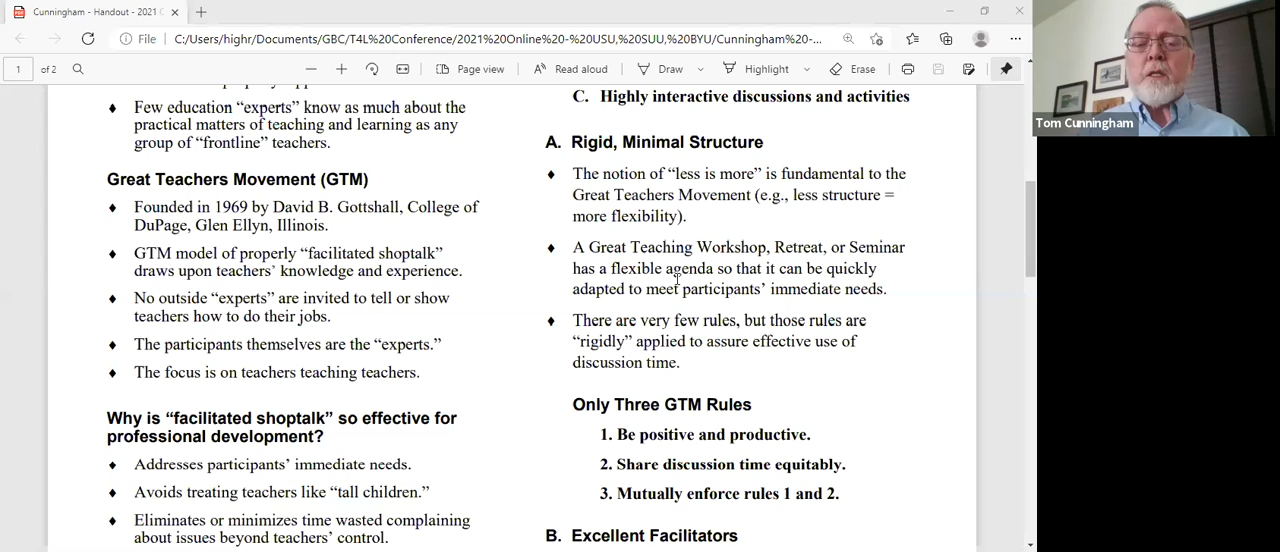 Cunningham - Handout - 2021 C
File
C:/Users/highr/Documents/GBC/T4L%20Conference/2021%20Online%20-%20USU,%20SUU,%20BYU/Cunningham%20-...
1 of 2
Page view
Read aloud
Draw
Highlight
Erase
Few education “experts” know as much about the
practical matters of teaching and learning as any
group of “frontline” teachers.
Great Teachers Movement (GTM)
♦ Founded in 1969 by David B. Gottshall, College of
DuPage, Glen Ellyn, Illinois.
♦ GTM model of properly “facilitated shoptalk”
draws upon teachers’ knowledge and experience.
♦ No outside “experts” are invited to tell or show
teachers how to do their jobs.
♦ The participants themselves are the “experts.”
♦ The focus is on teachers teaching teachers.
Why is “facilitated shoptalk” so effective for
professional development?
♦ Addresses participants’ immediate needs.
♦ Avoids treating teachers like “tall children.”
♦ Eliminates or minimizes time wasted complaining
about issues beyond teachers’ control.
C. Highly interactive discussions and activities
A. Rigid, Minimal Structure
♦ The notion of “less is more” is fundamental to the
Great Teachers Movement (e.g., less structure =
more flexibility).
♦ A Great Teaching Workshop, Retreat, or Seminar
has a flexible agenda so that it can be quickly
adapted to meet participants’ immediate needs.
♦ There are very few rules, but those rules are
“rigidly” applied to assure effective use of
discussion time.
Only Three GTM Rules
1. Be positive and productive.
2. Share discussion time equitably.
3. Mutually enforce rules 1 and 2.
B. Excellent Facilitators
Tom Cunningham